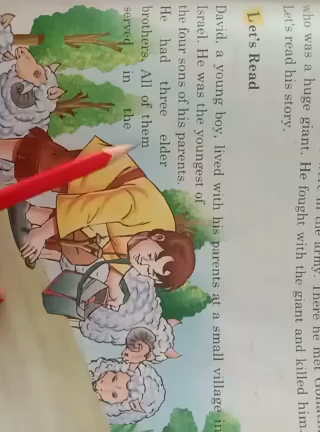 in the army. There he met
who was a huge giant. He fought with the giant and killed him.
Let's read his story.
Let's Read
David, a young boy, lived with his parents at a small village in
Israel. He was the youngest of
the four sons of his parents.
He had three elder
brothers. All of them
served in the